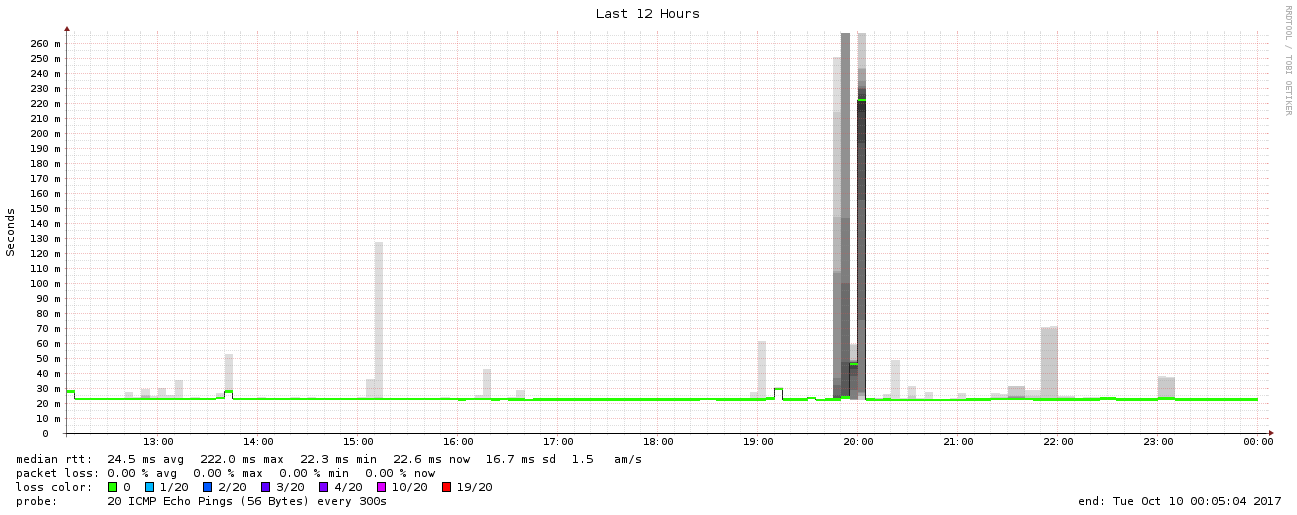 Last 12 Hours
RRDTOOL / TOBI OETIKER
Seconds
260 m
250 m
240 m
230 m
220 m
210 m
200 m
190 m
180 m
170 m
160 m
150 m
140 m
130 m
120 m
110 m
100 m
90 m
80 m
70 m
60 m
50 m
40 m
30 m
20 m
10 m
0
13:00 14:00 15:00 16:00 17:00 18:00 19:00 20:00 21:00 22:00 23:00 00:00
median rtt: 24.5 ms avg 222.0 ms max 22.3 ms min 22.6 ms now 16.7 ms sd 1.5 am/s
packet loss: 0.00 % avg 0.00 % max 0.00 % min 0.00 % now
loss color: 0 1/20 2/20 3/20 4/20 10/20 19/20
probe: 20 ICMP Echo Pings (56 Bytes) every 300s end: Tue Oct 10 00:05:04 2017